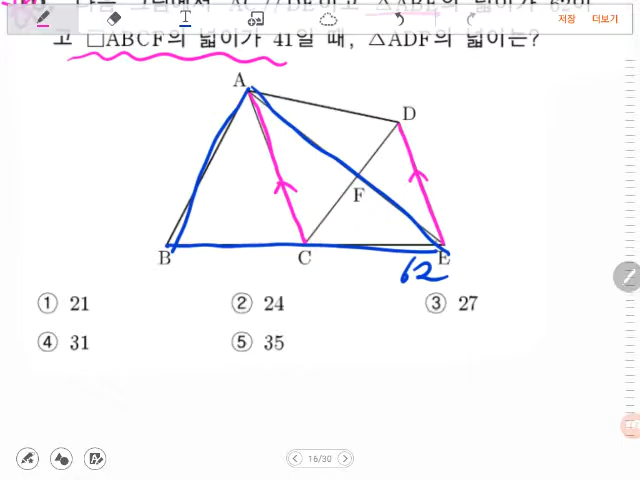 T 저장 더보기
고 □ABCF의 넓이가 41일 때, △ADF의 넓이는?
A
D
F
B C E
62
① 21 ② 24 ③ 27
④ 31 ⑤ 35
16/30